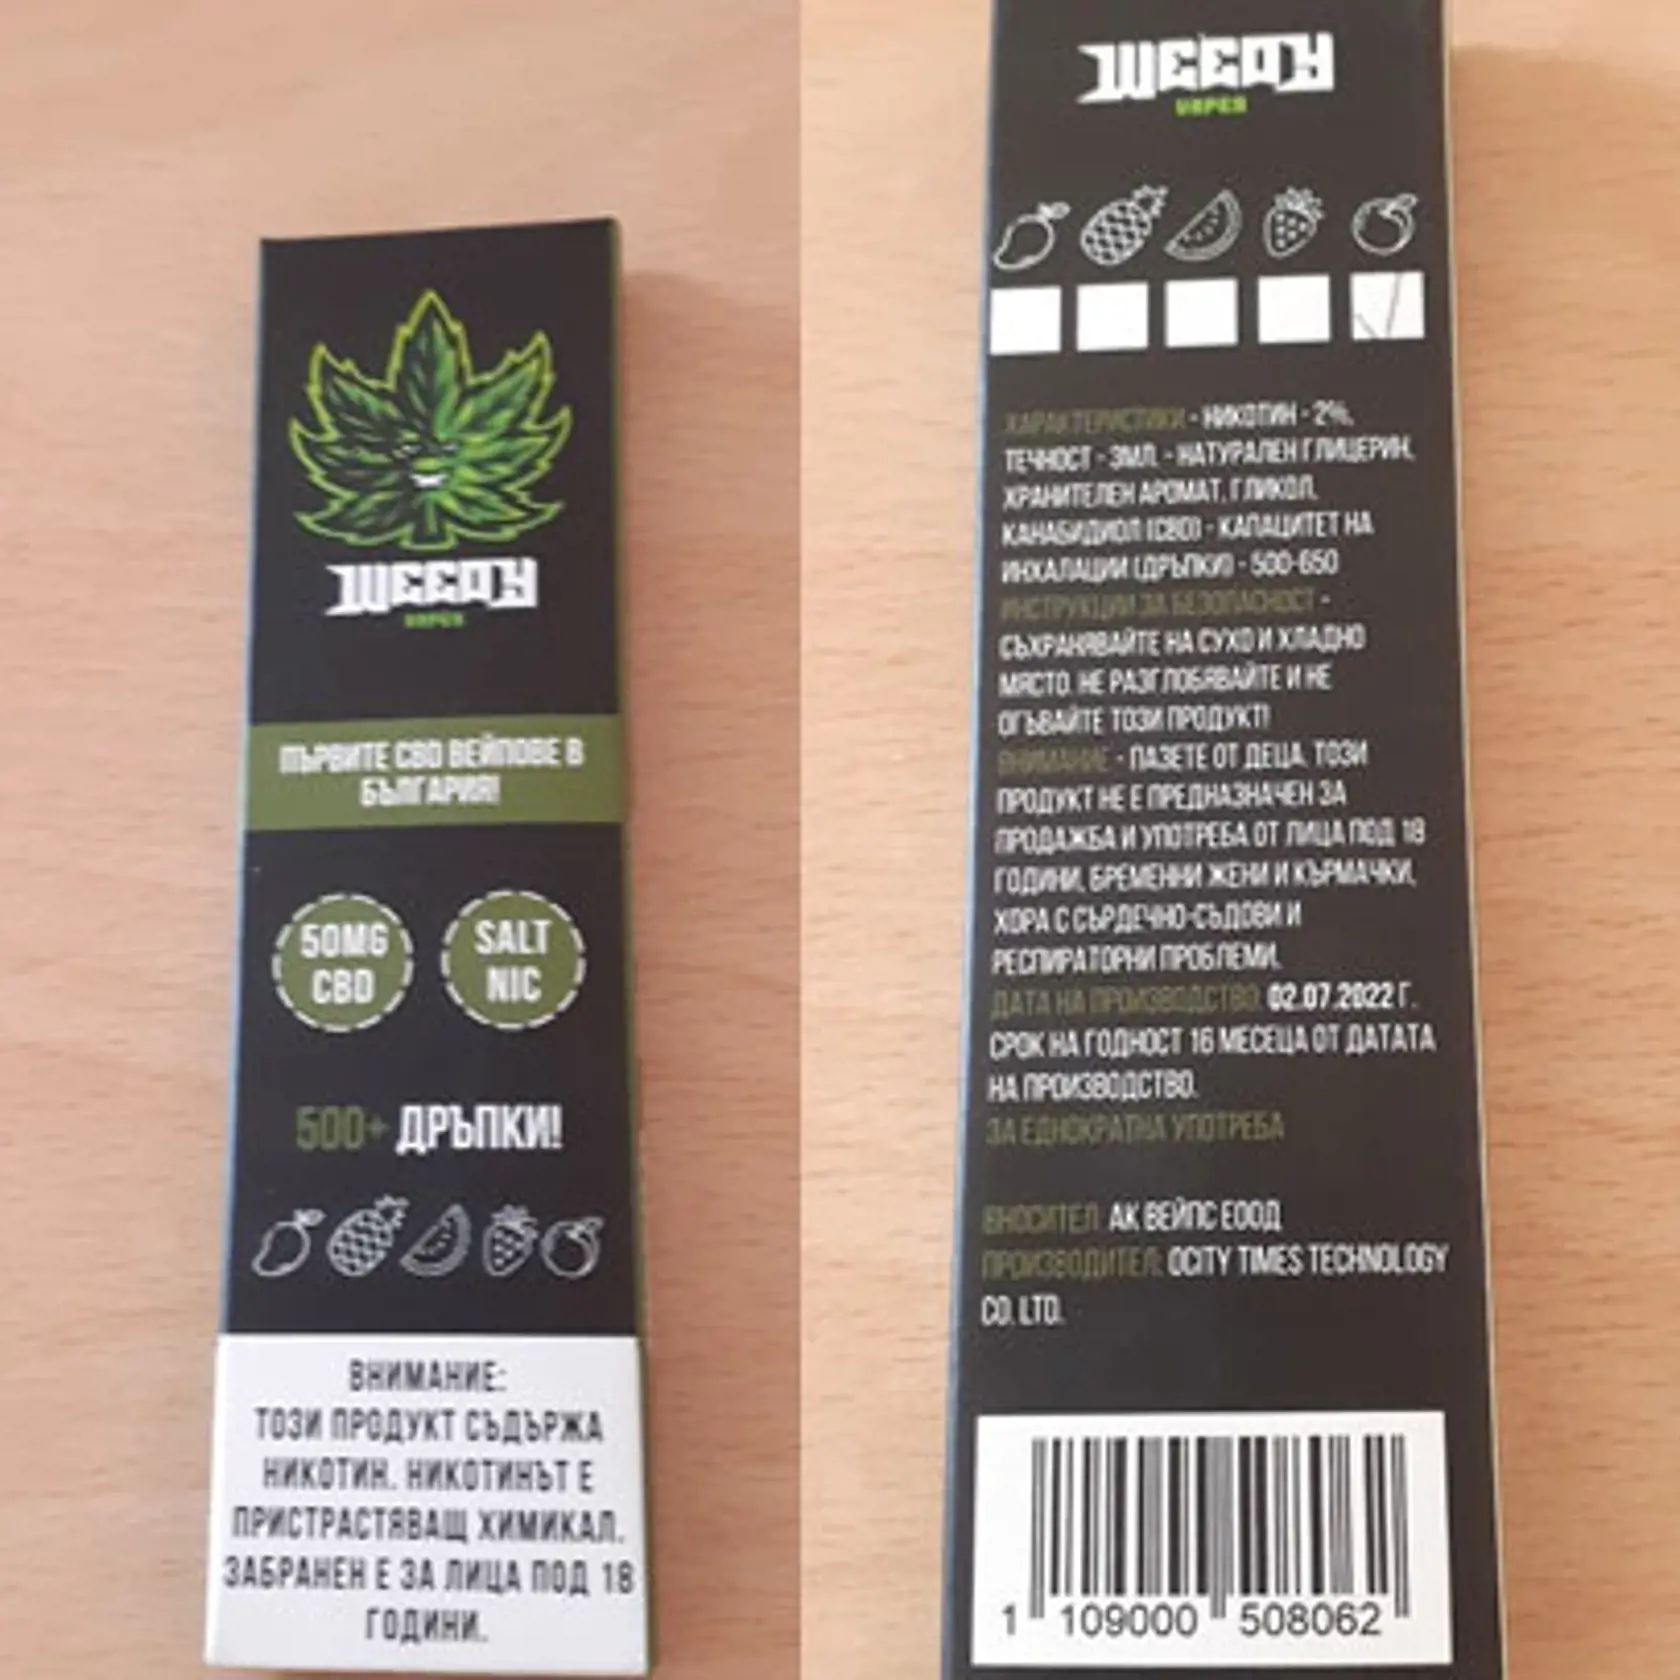 WEEDY
VAPES
ПЪРВИТЕ CBD ВЕЙПОВЕ В
БЪЛГАРИЯ!
50MG
CBD
SALT
NIC
500+ ДРЪПКИ!
ВНИМАНИЕ:
ТОЗИ ПРОДУКТ СЪДЪРЖА
НИКОТИН. НИКОТИНЪТ Е
ПРИСТРАСТЯВАЩ ХИМИКАЛ.
ЗАБРАНЕН Е ЗА ЛИЦА ПОД 18
ГОДИНИ.
WEEDY
VAPES
ХАРАКТЕРИСТИКИ - НИКОТИН - 2%,
ТЕЧНОСТ - 3МЛ. - НАТУРАЛЕН ГЛИЦЕРИН,
ХРАНИТЕЛЕН АРОМАТ, ГЛИКОЛ,
КАНАБИДИОЛ (CBD) - КАПАЦИТЕТ НА
ИНХАЛАЦИИ (ДРЪПКИ) - 500-650
ИНСТРУКЦИИ ЗА БЕЗОПАСНОСТ -
СЪХРАНЯВАЙТЕ НА СУХО И ХЛАДНО
МЯСТО. НЕ РАЗГЛОБЯВАЙТЕ И НЕ
ОГЪВАЙТЕ ТОЗИ ПРОДУКТ!
ВНИМАНИЕ - ПАЗЕТЕ ОТ ДЕЦА. ТОЗИ
ПРОДУКТ НЕ Е ПРЕДНАЗНАЧЕН ЗА
ПРОДАЖБА И УПОТРЕБА ОТ ЛИЦА ПОД 18
ГОДИНИ, БРЕМЕННИ ЖЕНИ И КЪРМАЧКИ,
ХОРА С СЪРДЕЧНО-СЪДОВИ И
РЕСПИРАТОРНИ ПРОБЛЕМИ.
ДАТА НА ПРОИЗВОДСТВО: 02.07.2022 Г.
СРОК НА ГОДНОСТ 16 МЕСЕЦА ОТ ДАТАТА
НА ПРОИЗВОДСТВО.
ЗА ЕДНОКРАТНА УПОТРЕБА
ВНОСИТЕЛ: АК ВЕЙПС ЕООД
ПРОИЗВОДИТЕЛ: QCITY TIMES TECHNOLOGY
CO. LTD.
1 109000 508062